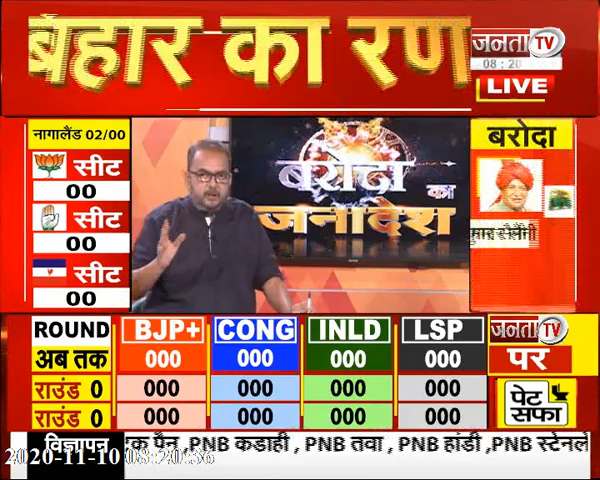 बिहार का रण
जनता TV
08:20
LIVE
नागालैंड 02/00
सीट
00
सीट
00
सीट
00
बरोदा का
जनादेश
बरोदा
ROUND BJP+ CONG INLD LSP
अब तक 000 000 000 000
राउंड 0 000 000 000 000
राउंड 0 000 000 000 000
जनता TV
पर
पेट
सफा
विज्ञापन
पैन ,PNB कडाही , PNB तवा , PNB हांडी ,PNB स्टेनले
2020-11-10 08:20:36